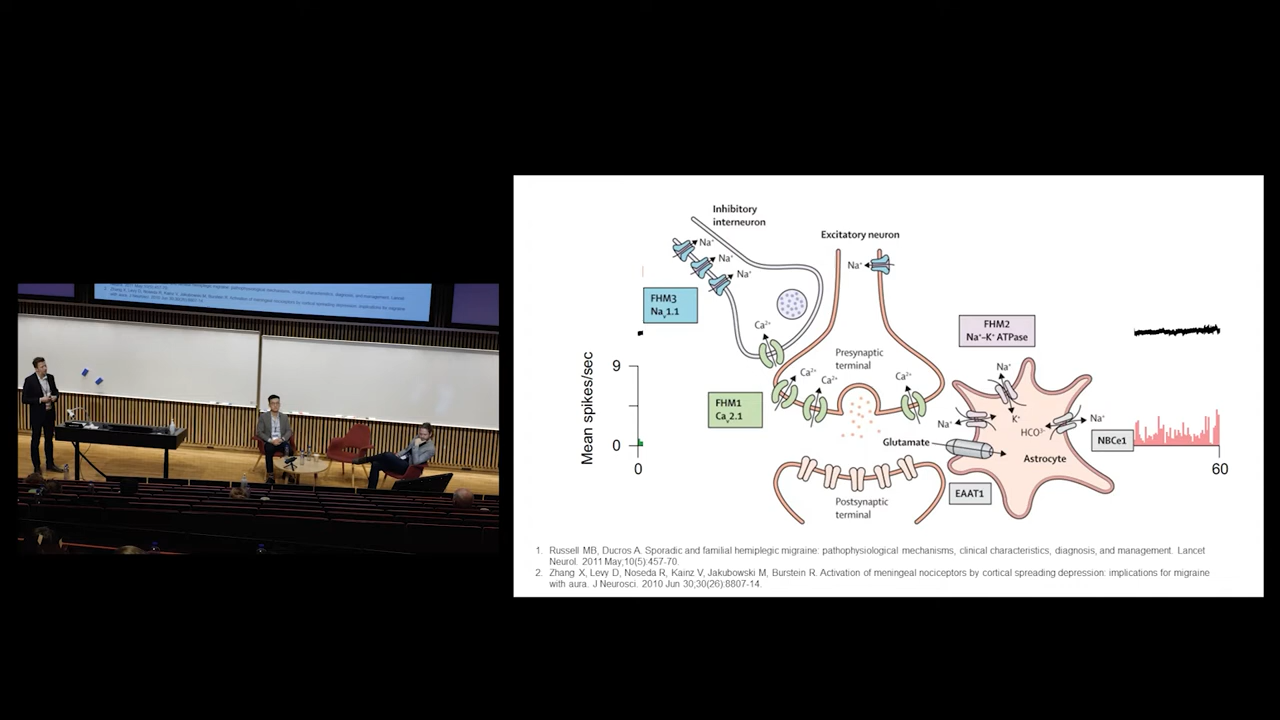 Inhibitory
interneuron
Excitatory neuron
Na⁺
Na⁺
Na⁺
Na⁺
FHM3
Naᵥ1.1
Ca²⁺
FHM2
Na⁺–K⁺ ATPase
Presynaptic
terminal
Ca²⁺
Ca²⁺
Ca²⁺
Na⁺
FHM1
Caᵥ2.1
Na⁺
K⁺
HCO³⁻
Na⁺
NBCe1
Glutamate
Astrocyte
EAAT1
Postsynaptic
terminal
Mean spikes/sec
9
0
0
60
1. Russell MB, Ducros A. Sporadic and familial hemiplegic migraine: pathophysiological mechanisms, clinical characteristics, diagnosis, and management. Lancet
Neurol. 2011 May;10(5):457-70.
2. Zhang X, Levy D, Noseda R, Kainz V, Jakubowski M, Burstein R. Activation of meningeal nociceptors by cortical spreading depression: implications for migraine
with aura. J Neurosci. 2010 Jun 30;30(26):8807-14.